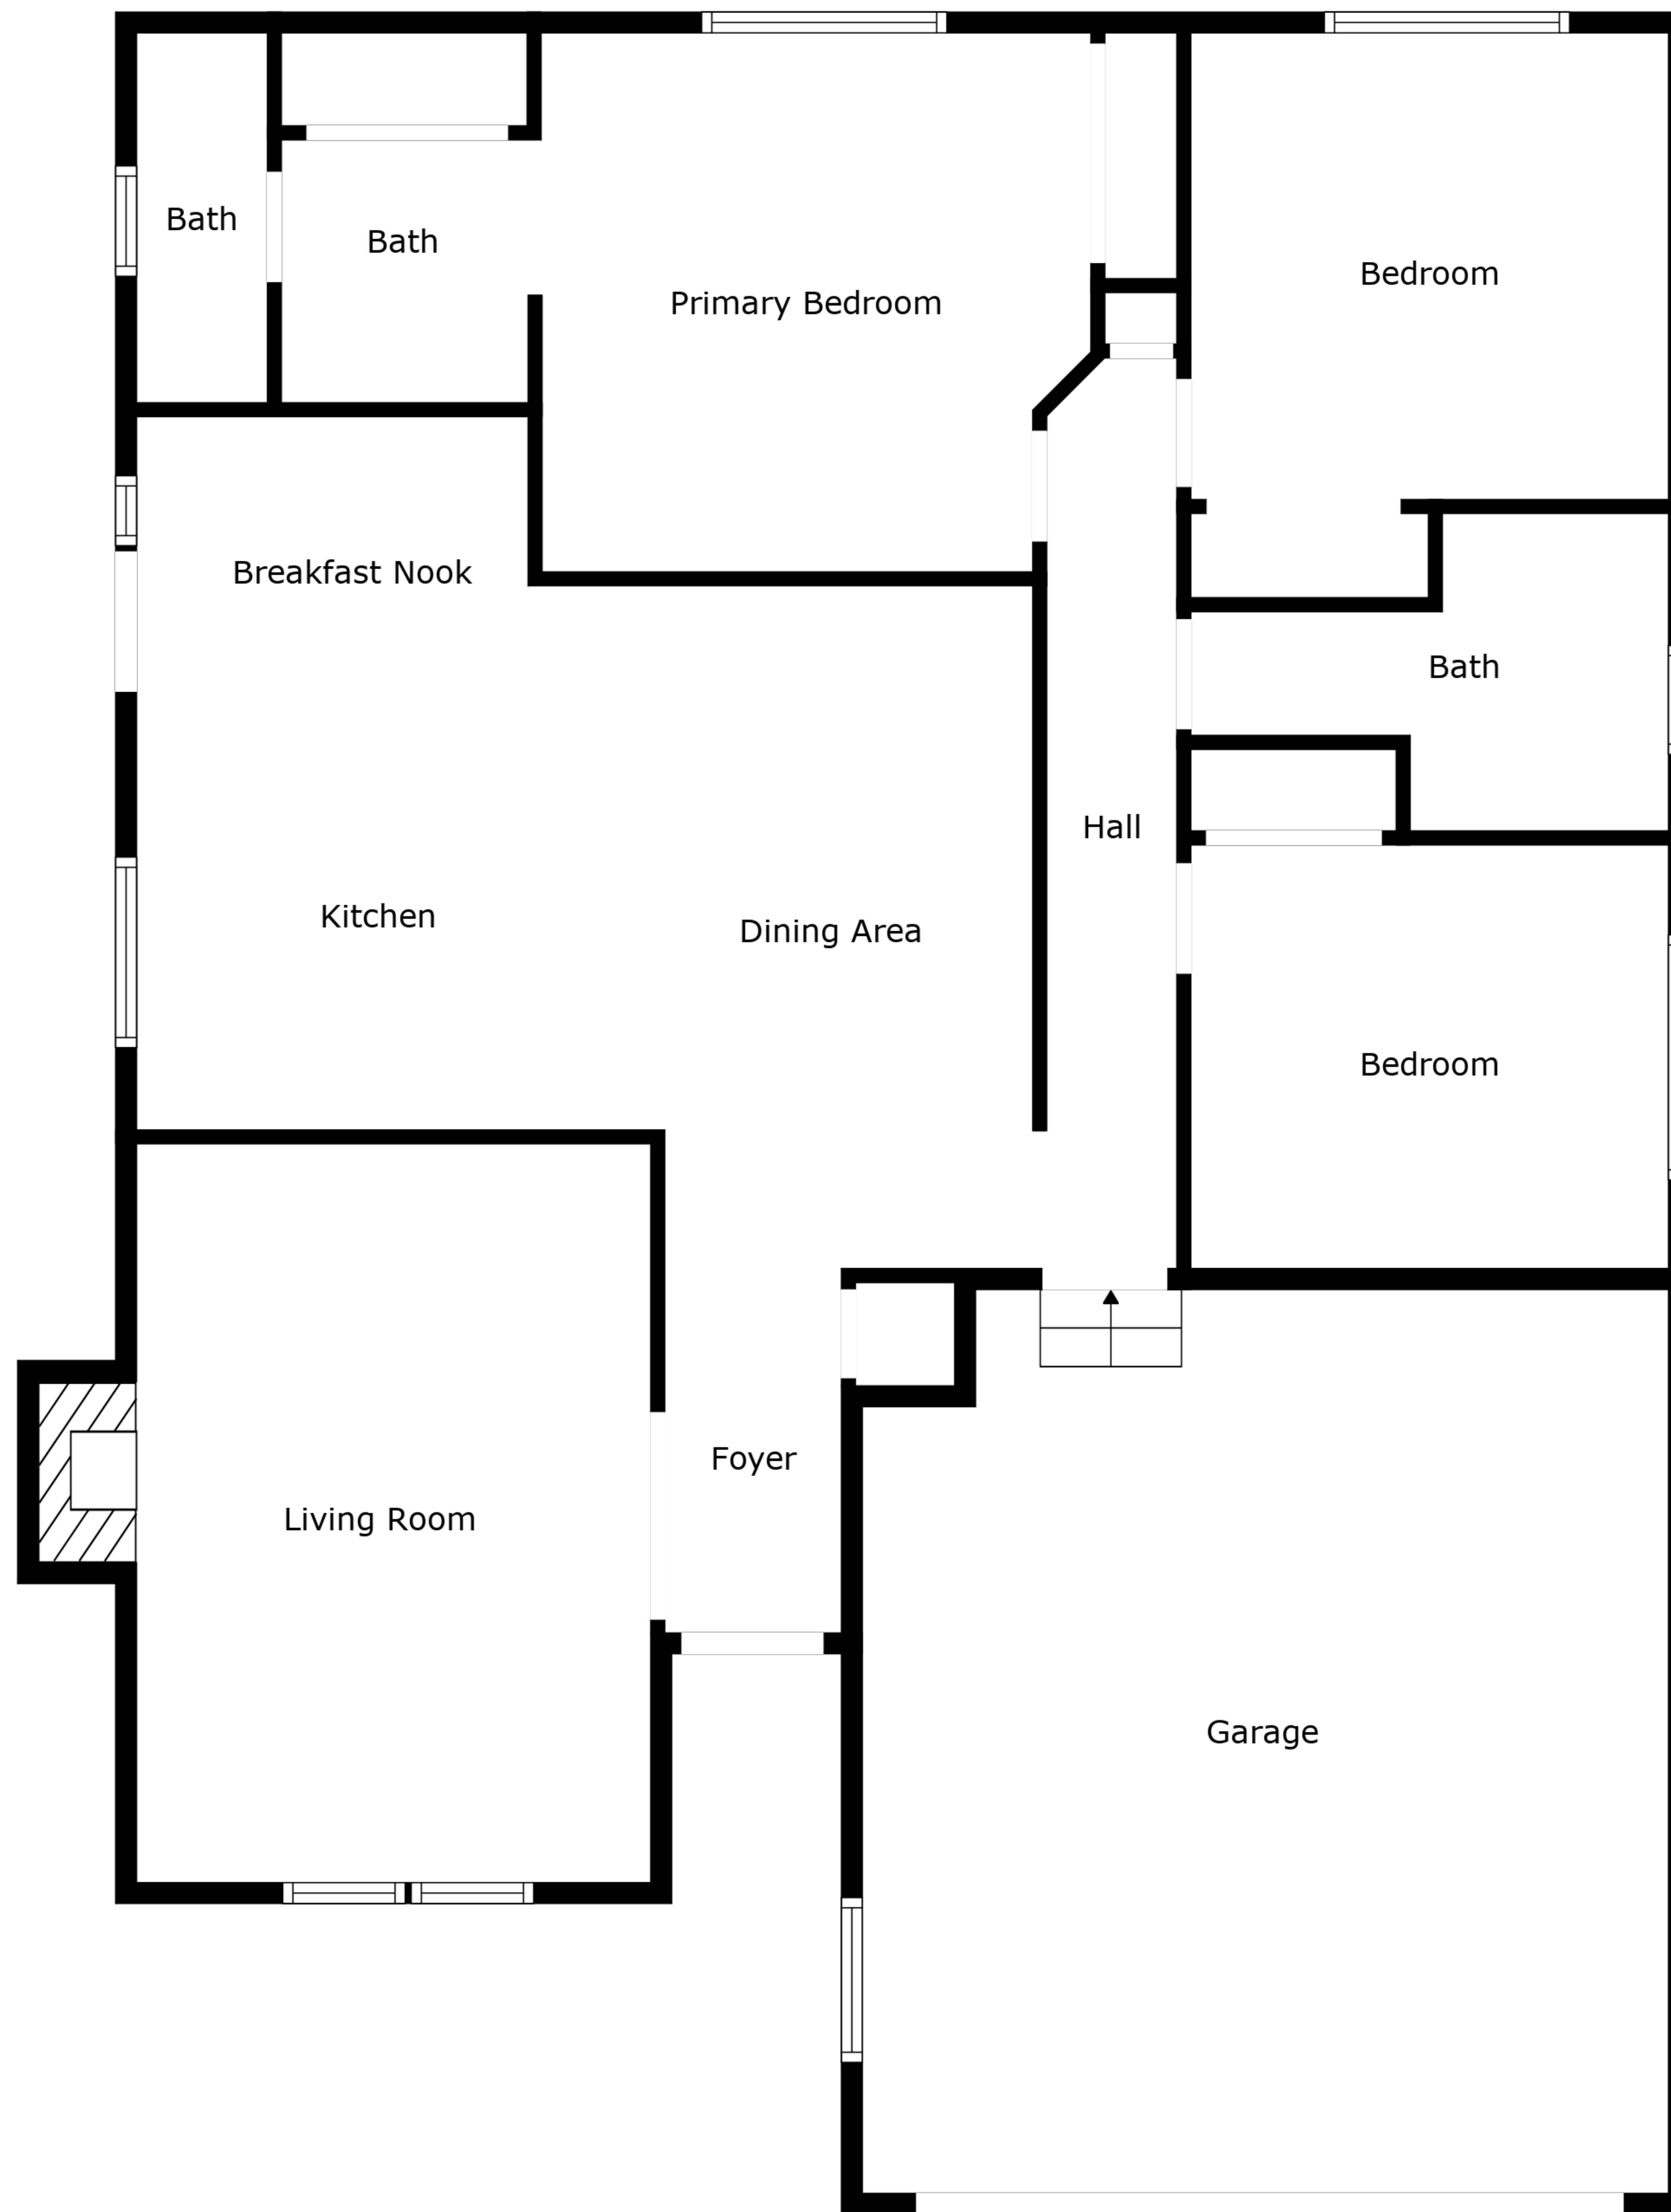 Bath
Bath
Primary Bedroom
Bedroom
Breakfast Nook
Bath
Hall
Kitchen
Dining Area
Bedroom
Foyer
Living Room
Garage